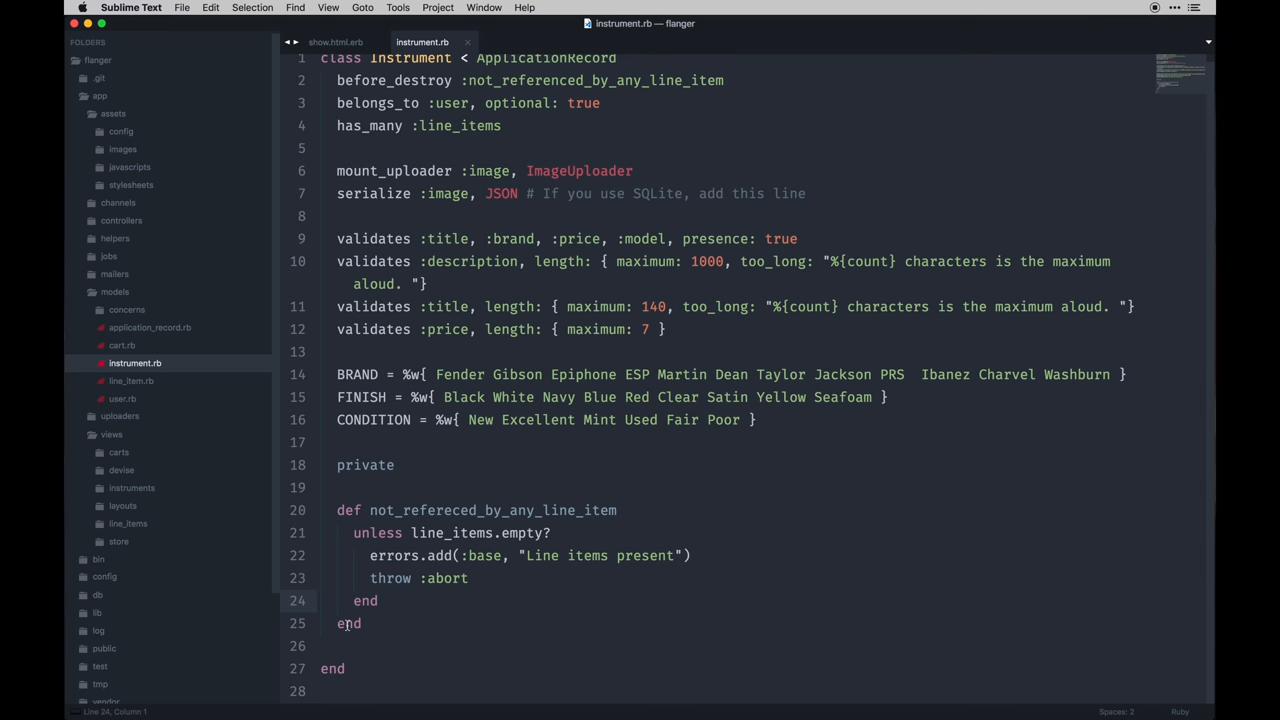 Sublime Text File Edit Selection Find View Goto Tools Project Window Help
instrument.rb — flanger
FOLDERS
flanger
.git
app
assets
config
images
javascripts
stylesheets
channels
controllers
helpers
jobs
mailers
models
concerns
application_record.rb
cart.rb
instrument.rb
line_item.rb
user.rb
uploaders
views
carts
devise
instruments
layouts
line_items
store
bin
config
db
lib
log
public
test
tmp
vendor
show.html.erb instrument.rb ×
1 class Instrument < ApplicationRecord
2 before_destroy :not_referenced_by_any_line_item
3 belongs_to :user, optional: true
4 has_many :line_items
5
6 mount_uploader :image, ImageUploader
7 serialize :image, JSON # If you use SQLite, add this line
8
9 validates :title, :brand, :price, :model, presence: true
10 validates :description, length: { maximum: 1000, too_long: "%{count} characters is the maximum
aloud. "}
11 validates :title, length: { maximum: 140, too_long: "%{count} characters is the maximum aloud. "}
12 validates :price, length: { maximum: 7 }
13
14 BRAND = %w{ Fender Gibson Epiphone ESP Martin Dean Taylor Jackson PRS  Ibanez Charvel Washburn }
15 FINISH = %w{ Black White Navy Blue Red Clear Satin Yellow Seafoam }
16 CONDITION = %w{ New Excellent Mint Used Fair Poor }
17
18 private
19
20 def not_refereced_by_any_line_item
21 unless line_items.empty?
22 errors.add(:base, "Line items present")
23 throw :abort
24 end
25 end
26
27 end
28
Line 24, Column 1 Spaces: 2 Ruby